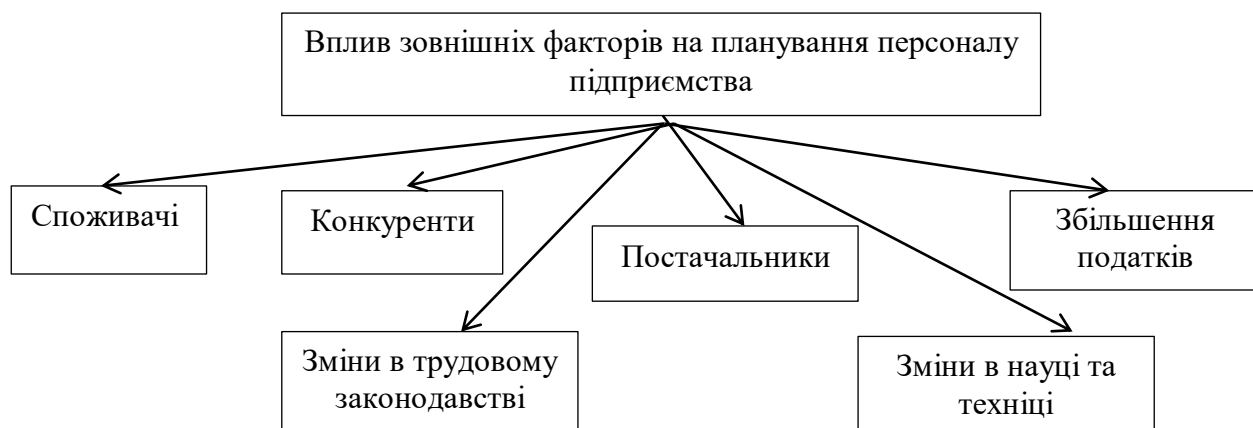 Вплив зовнішніх факторів на планування персоналу
підприємства
Споживачі
Конкуренти
Постачальники
Збільшення
податків
Зміни в трудовому
законодавстві
Зміни в науці та
техніці